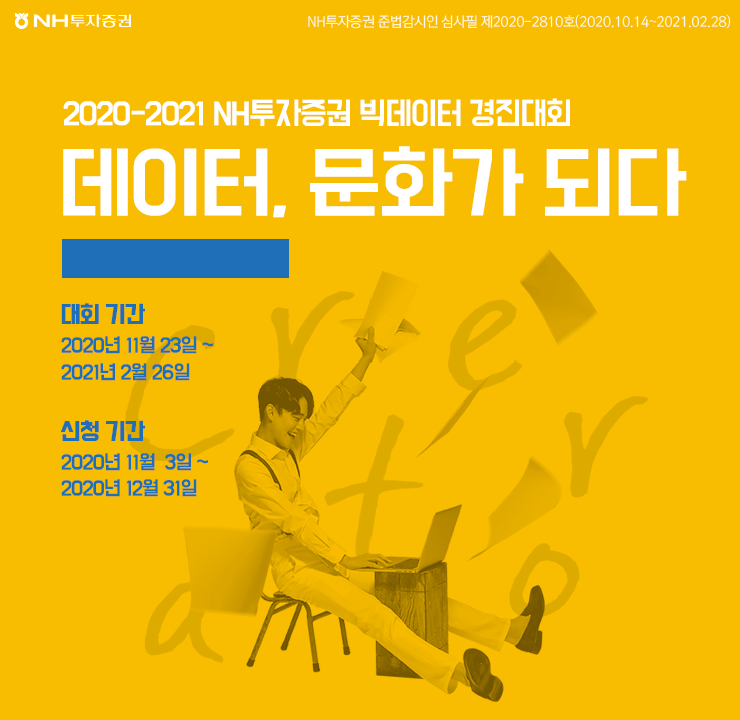 NH투자증권
NH투자증권 준법감시인 심사필 제2020-2810호(2020.10.14~2021.02.28)
2020-2021 NH투자증권 빅데이터 경진대회
데이터, 문화가 되다
대회 기간
2020년 11월 23일 ~
2021년 2월 26일
신청 기간
2020년 11월 3일 ~
2020년 12월 31일
creator